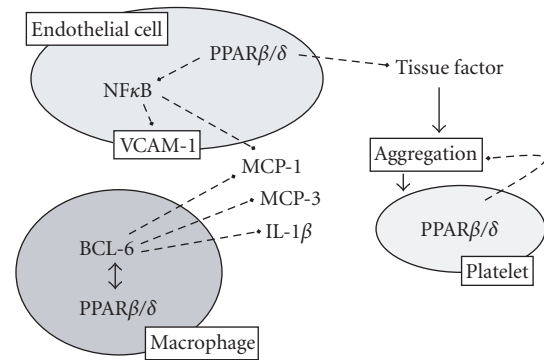 Endothelial cell
PPARβ/δ
Tissue factor
NFκB
VCAM-1
Aggregation
MCP-1
MCP-3
IL-1β
BCL-6
PPARβ/δ
Macrophage
PPARβ/δ
Platelet